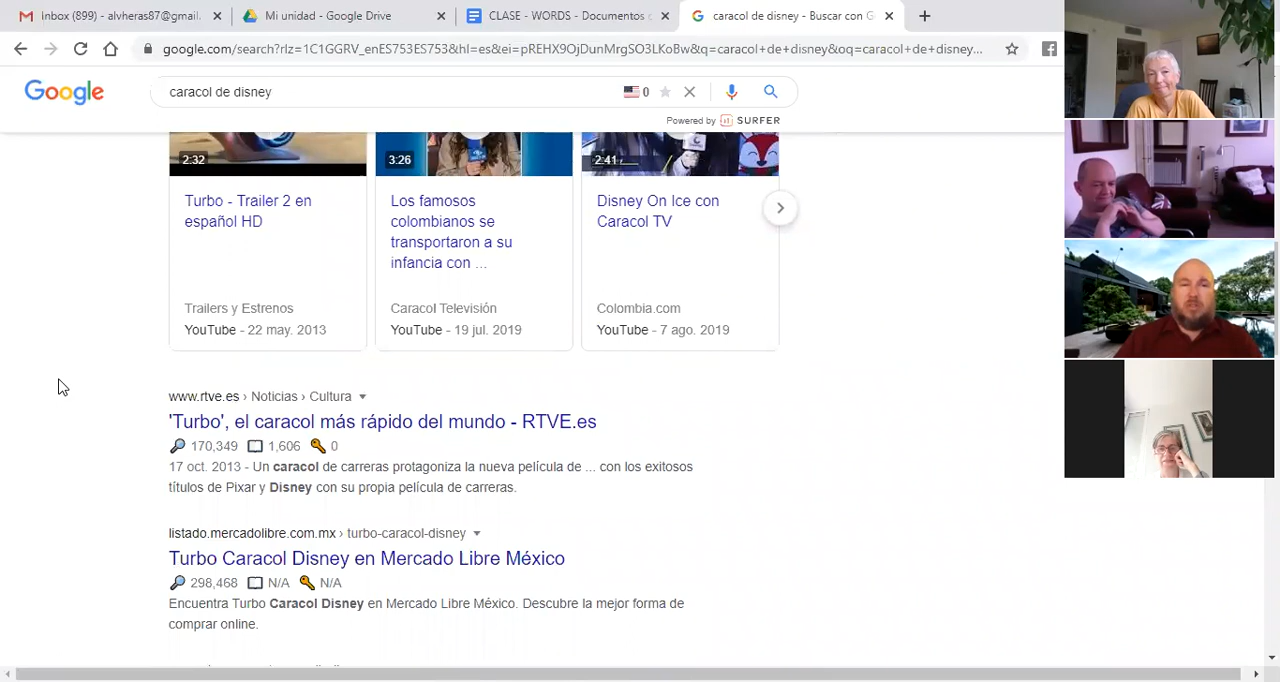 Inbox (899) - alvheras87@gmail.
Mi unidad - Google Drive
CLASE - WORDS - Documentos
caracol de disney - Buscar con G
google.com/search?rlz=1C1GGRV_enES753ES753&hl=es&ei=pREHX9OjDunMrgSO3LKoBw&q=caracol+de+disney&oq=caracol+de+disney...
Google
caracol de disney
0
Powered by SURFER
2:32
3:26
2:41
Turbo - Trailer 2 en
español HD
Trailers y Estrenos
YouTube - 22 may. 2013
Los famosos
colombianos se
transportaron a su
infancia con ...
Caracol Televisión
YouTube - 19 jul. 2019
Disney On Ice con
Caracol TV
Colombia.com
YouTube - 7 ago. 2019
www.rtve.es › Noticias › Cultura
'Turbo', el caracol más rápido del mundo - RTVE.es
170,349 1,606 0
17 oct. 2013 - Un caracol de carreras protagoniza la nueva película de ... con los exitosos
títulos de Pixar y Disney con su propia película de carreras.
listado.mercadolibre.com.mx › turbo-caracol-disney
Turbo Caracol Disney en Mercado Libre México
298,468 N/A N/A
Encuentra Turbo Caracol Disney en Mercado Libre México. Descubre la mejor forma de
comprar online.